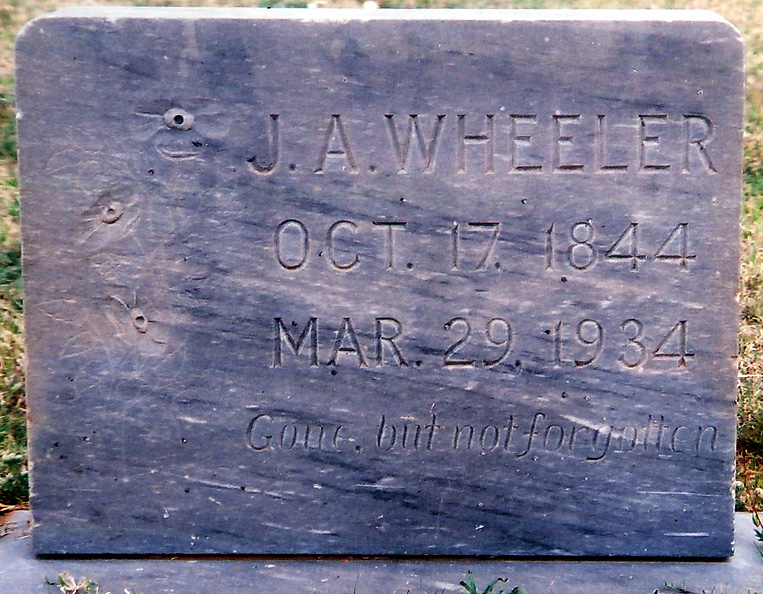 J. A. WHEELER
OCT. 17, 1844
MAR. 29, 1934
Gone, but not forgotten